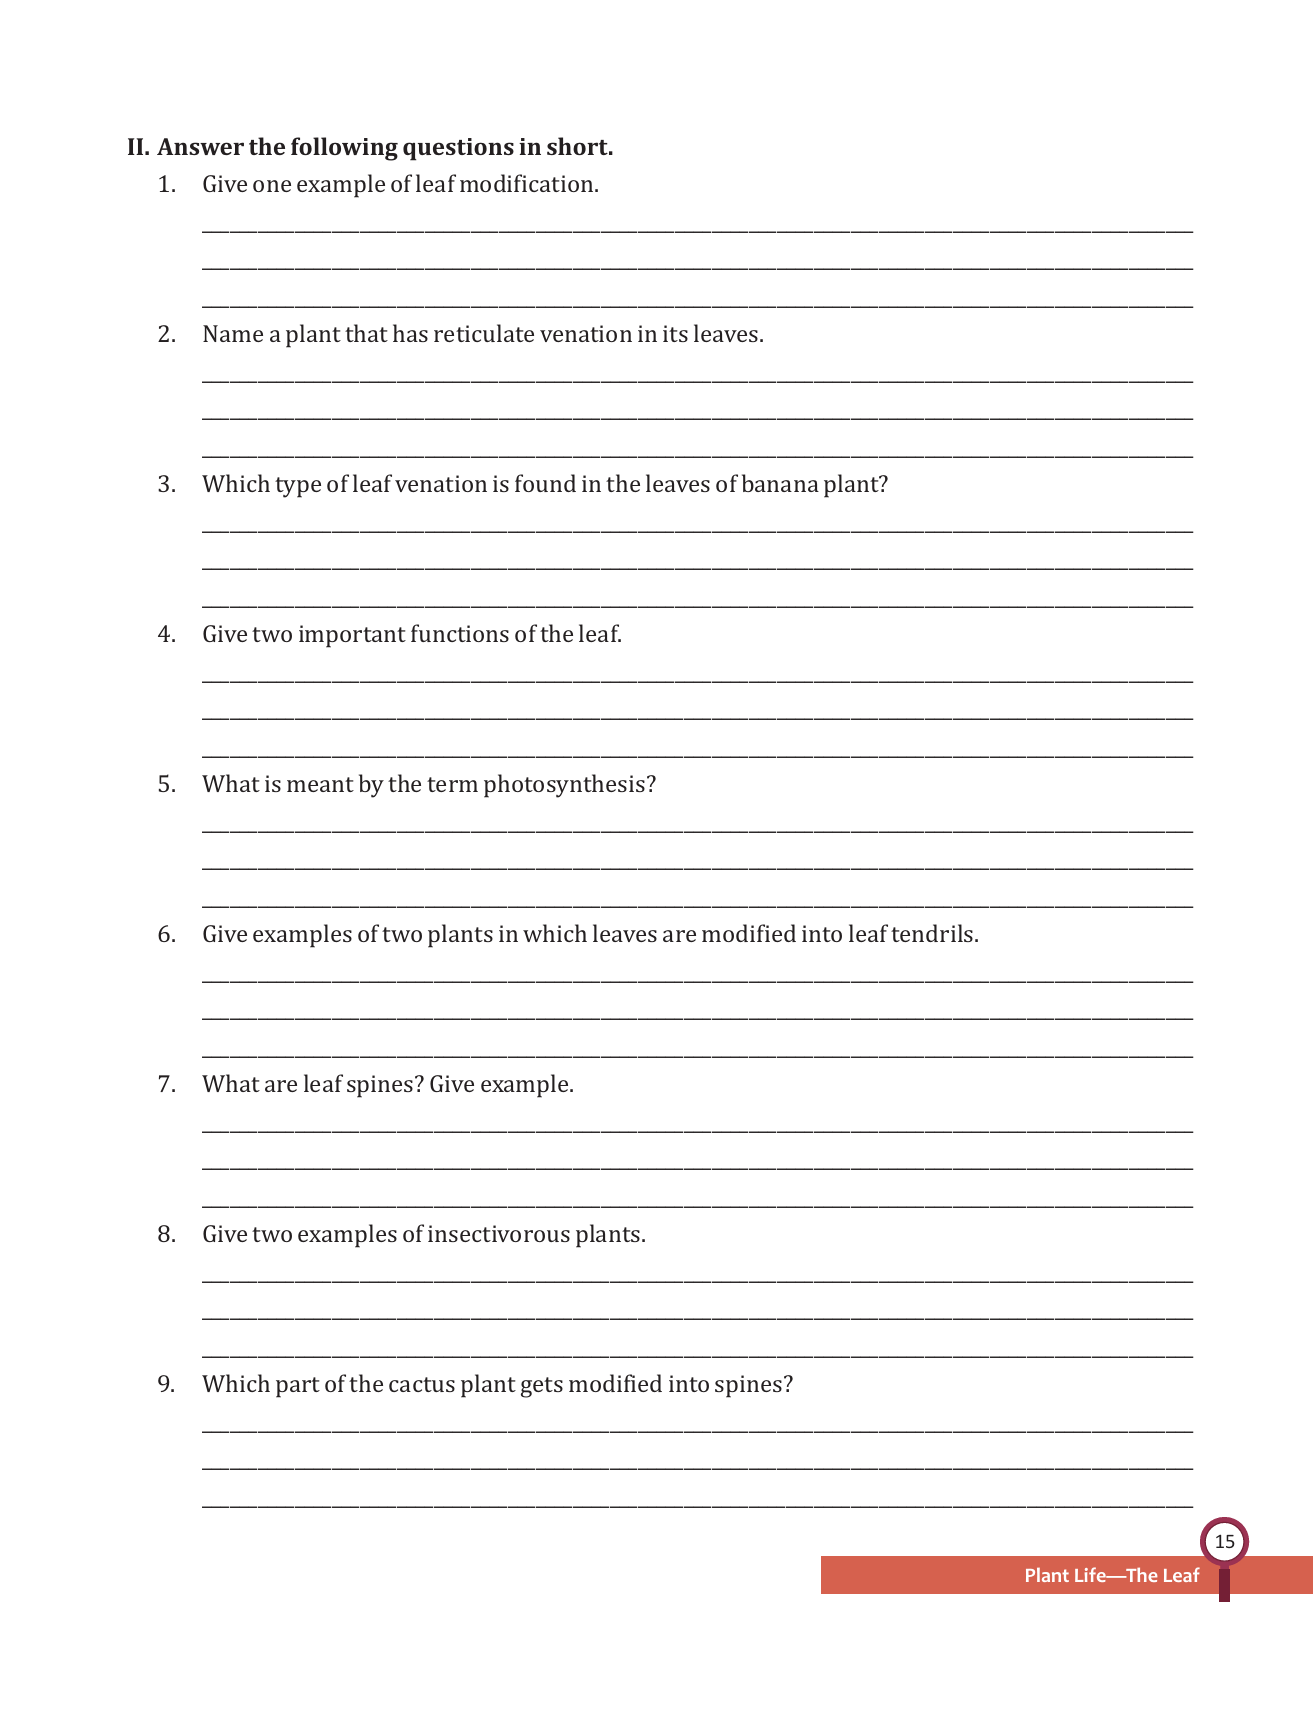 II. Answer the following questions in short.
1. Give one example of leaf modification.
2. Name a plant that has reticulate venation in its leaves.
3. Which type of leaf venation is found in the leaves of banana plant?
4. Give two important functions of the leaf.
5. What is meant by the term photosynthesis?
6. Give examples of two plants in which leaves are modified into leaf tendrils.
7. What are leaf spines? Give example.
8. Give two examples of insectivorous plants.
9. Which part of the cactus plant gets modified into spines?
15
Plant Life—The Leaf